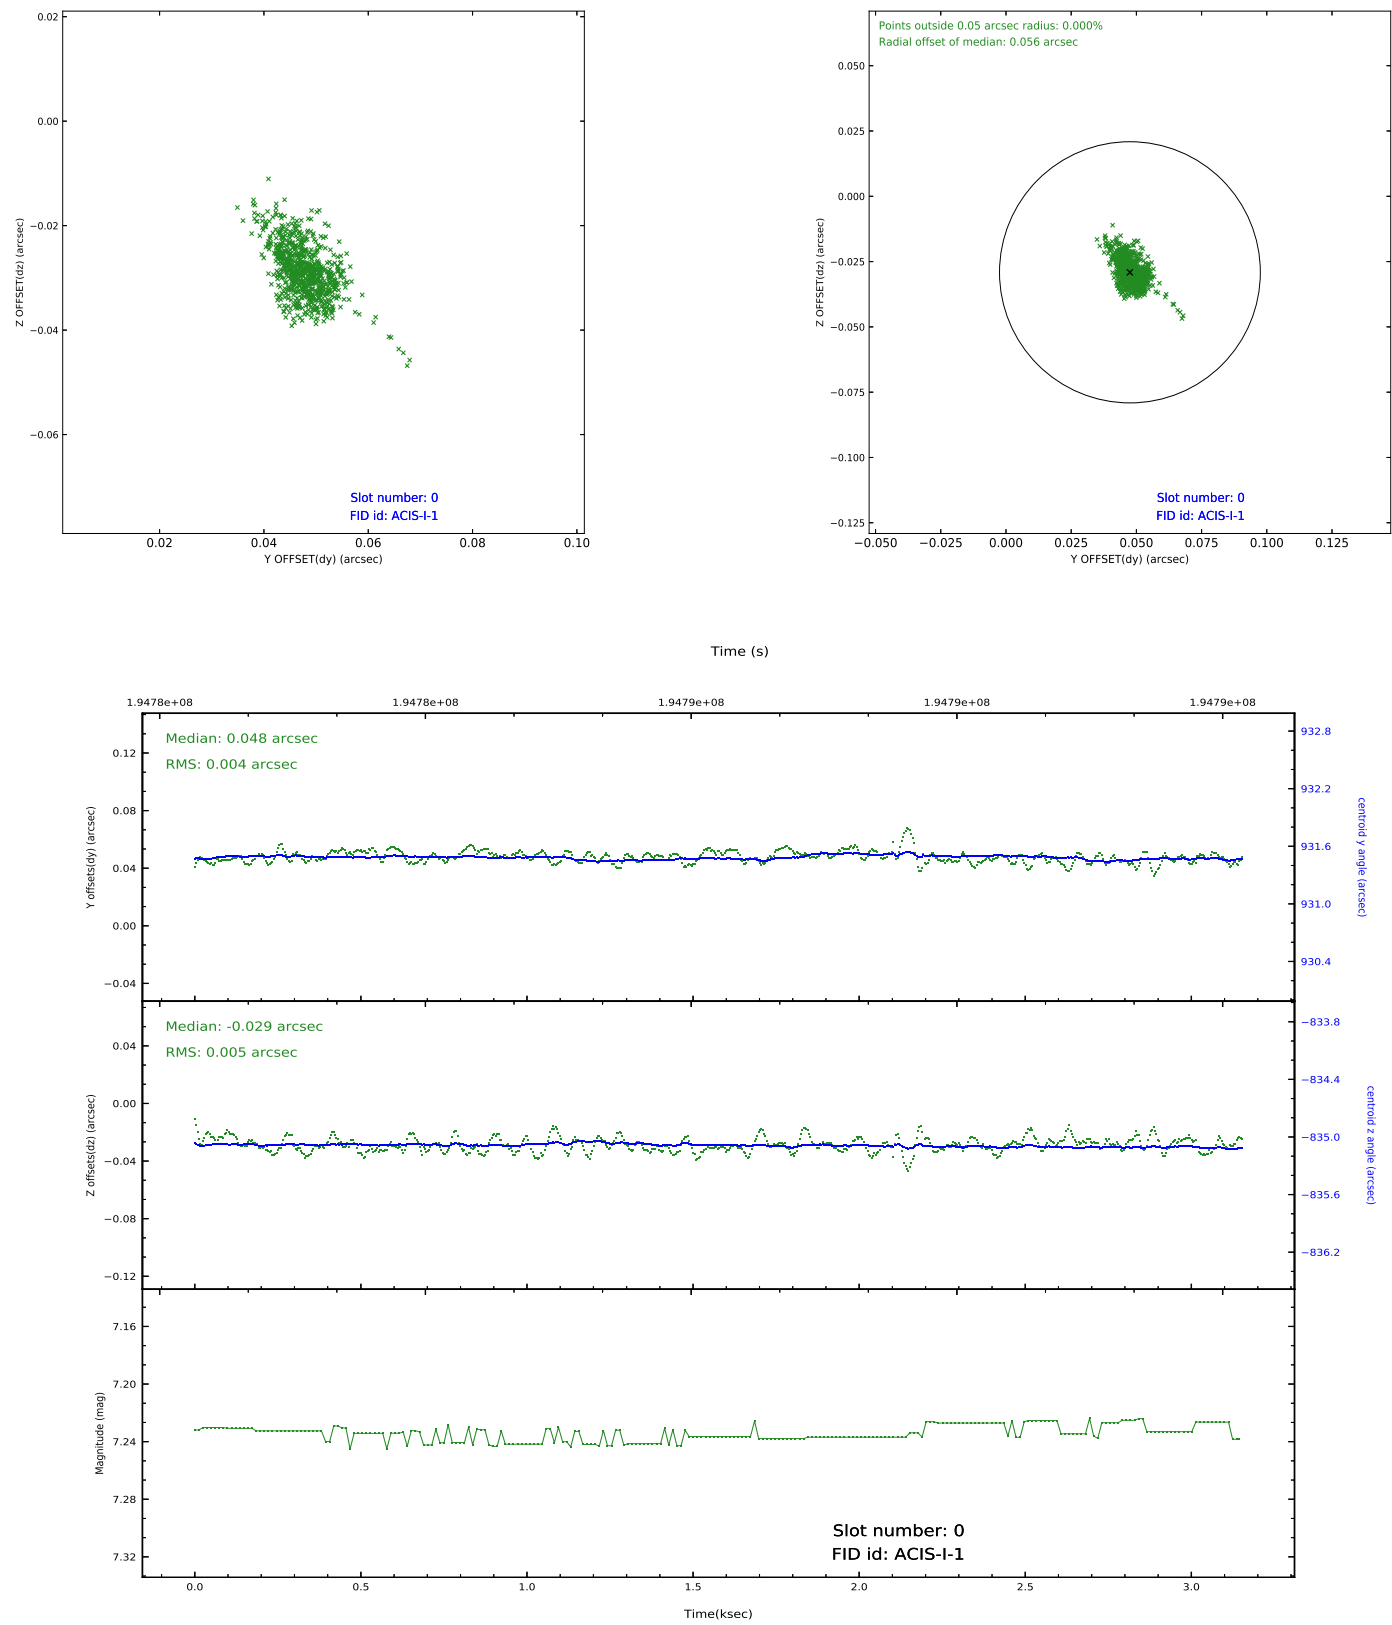 0.02
0.00
−0.02
−0.04
−0.06
Z OFFSET(dz) (arcsec)
Slot number: 0
FID id: ACIS-I-1
0.02 0.04 0.06 0.08 0.10
Y OFFSET(dy) (arcsec)
Points outside 0.05 arcsec radius: 0.000%
Radial offset of median: 0.056 arcsec
0.050
0.025
0.000
−0.025
−0.050
−0.075
−0.100
−0.125
Z OFFSET(dz) (arcsec)
Slot number: 0
FID id: ACIS-I-1
−0.050 −0.025 0.000 0.025 0.050 0.075 0.100 0.125
Y OFFSET(dy) (arcsec)
Time (s)
1.9478e+08 1.9478e+08 1.9479e+08 1.9479e+08 1.9479e+08
Median: 0.048 arcsec
RMS: 0.004 arcsec
0.12
0.08
0.04
0.00
−0.04
Y offsets(dy) (arcsec)
932.8
932.2
931.6
931.0
930.4
centroid y angle (arcsec)
Median: -0.029 arcsec
RMS: 0.005 arcsec
0.04
0.00
−0.04
−0.08
−0.12
Z offsets(dz) (arcsec)
−833.8
−834.4
−835.0
−835.6
−836.2
centroid z angle (arcsec)
7.16
7.20
7.24
7.28
7.32
Magnitude (mag)
Slot number: 0
FID id: ACIS-I-1
0.0 0.5 1.0 1.5 2.0 2.5 3.0
Time(ksec)